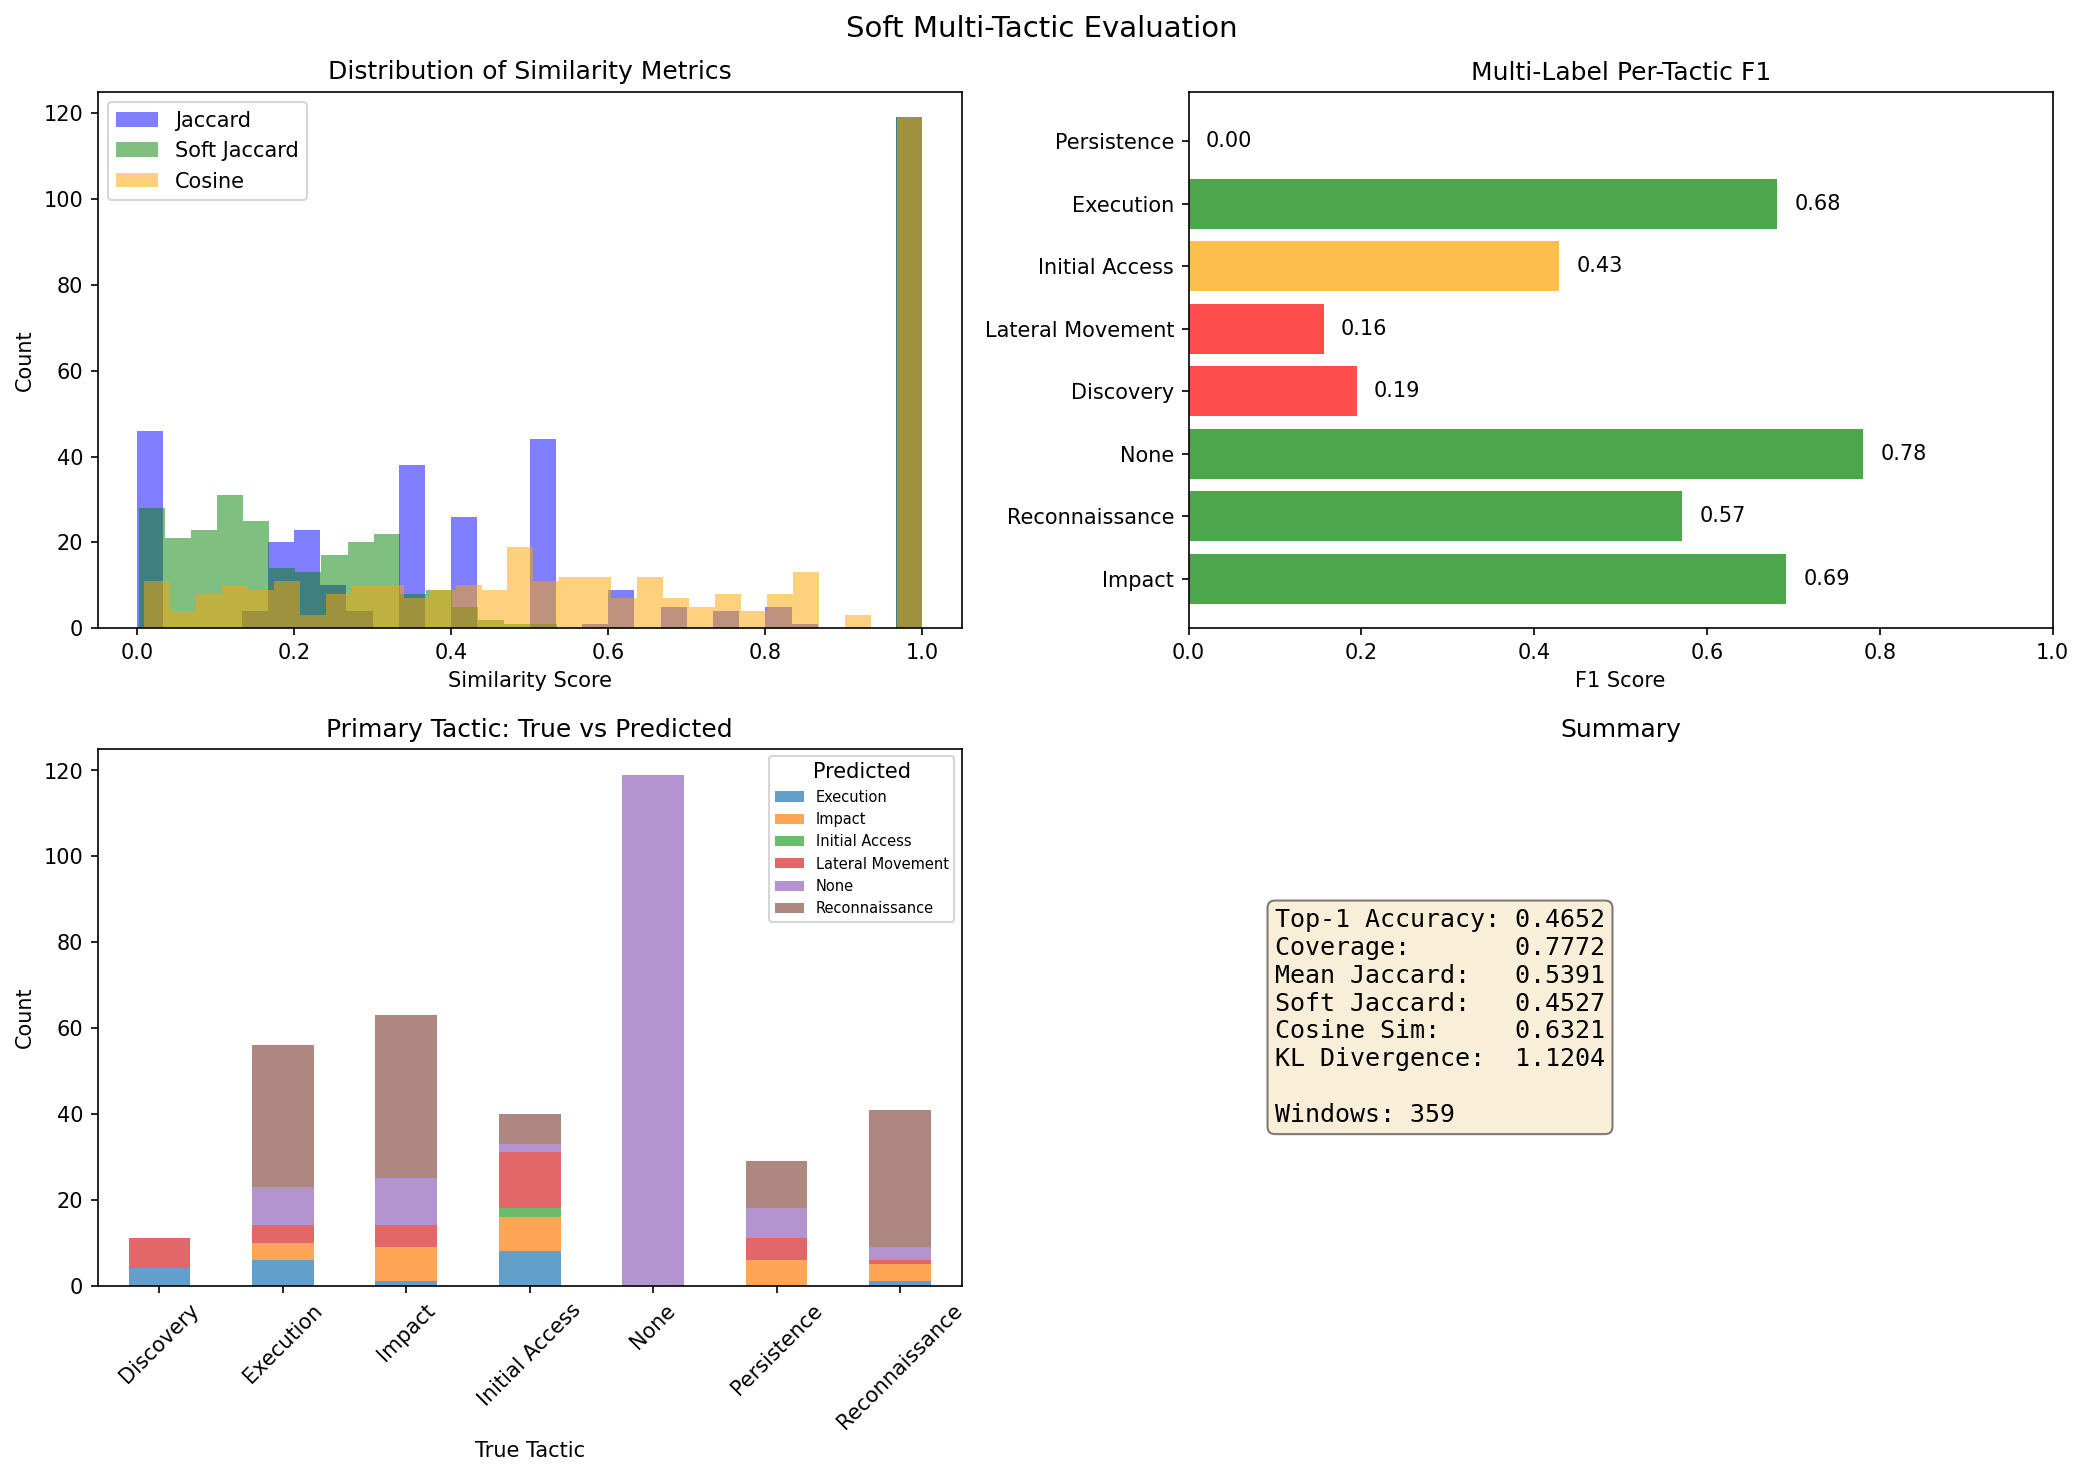 Soft Multi-Tactic Evaluation
Distribution of Similarity Metrics
Jaccard
Soft Jaccard
Cosine
120
100
80
60
40
20
0
Count
0.0 0.2 0.4 0.6 0.8 1.0
Similarity Score
Multi-Label Per-Tactic F1
Persistence 0.00
Execution 0.68
Initial Access 0.43
Lateral Movement 0.16
Discovery 0.19
None 0.78
Reconnaissance 0.57
Impact 0.69
0.0 0.2 0.4 0.6 0.8 1.0
F1 Score
Primary Tactic: True vs Predicted
Predicted
Execution
Impact
Initial Access
Lateral Movement
None
Reconnaissance
120
100
80
60
40
20
0
Count
Discovery
Execution
Impact
Initial Access
None
Persistence
Reconnaissance
True Tactic
Summary
Top-1 Accuracy: 0.4652
Coverage: 0.7772
Mean Jaccard: 0.5391
Soft Jaccard: 0.4527
Cosine Sim: 0.6321
KL Divergence: 1.1204
Windows: 359